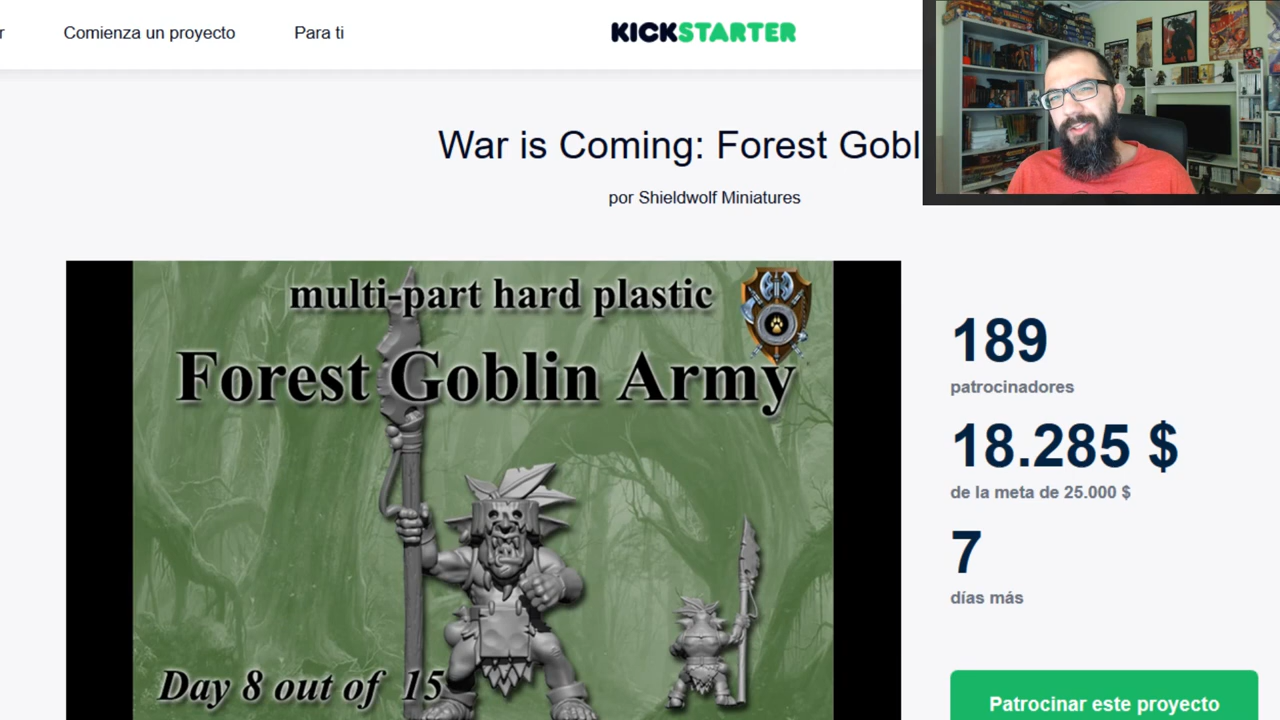 r
Comienza un proyecto
Para ti
KICKSTARTER
War is Coming: Forest Gobl
por Shieldwolf Miniatures
multi-part hard plastic
Forest Goblin Army
Day 8 out of 15
189
patrocinadores
18.285 $
de la meta de 25.000 $
7
días más
Patrocinar este proyecto